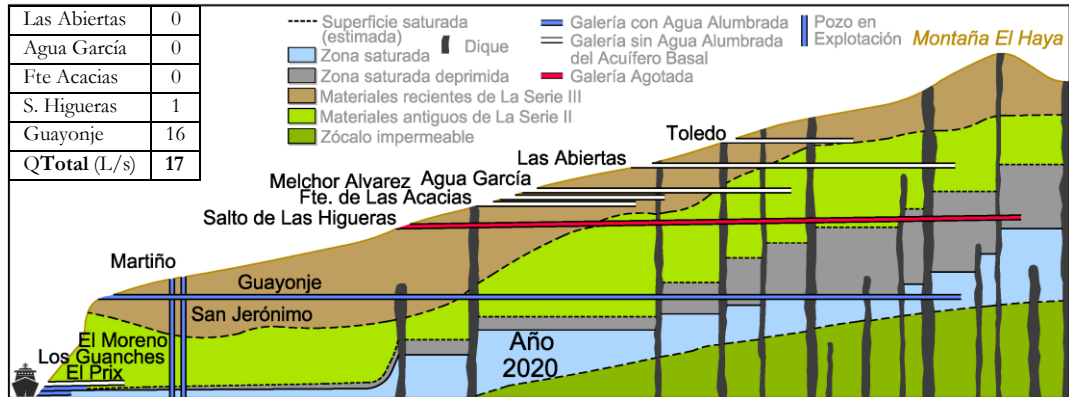 Las Abiertas 0
Agua García 0
Fte Acacias 0
S. Higueras 1
Guayonje 16
QTotal (L/s) 17
Superficie saturada
(estimada)
Dique
Zona saturada
Zona saturada deprimida
Materiales recientes de La Serie III
Materiales antiguos de La Serie II
Zócalo impermeable
Galería con Agua Alumbrada
Galería sin Agua Alumbrada
del Acuífero Basal
Galería Agotada
Pozo en
Explotación
Montaña El Haya
Toledo
Las Abiertas
Agua García
Melchor Alvarez
Fte. de Las Acacias
Salto de Las Higueras
Martiño
Guayonje
San Jerónimo
El Moreno
Los Guanches
El Prix
Año
2020